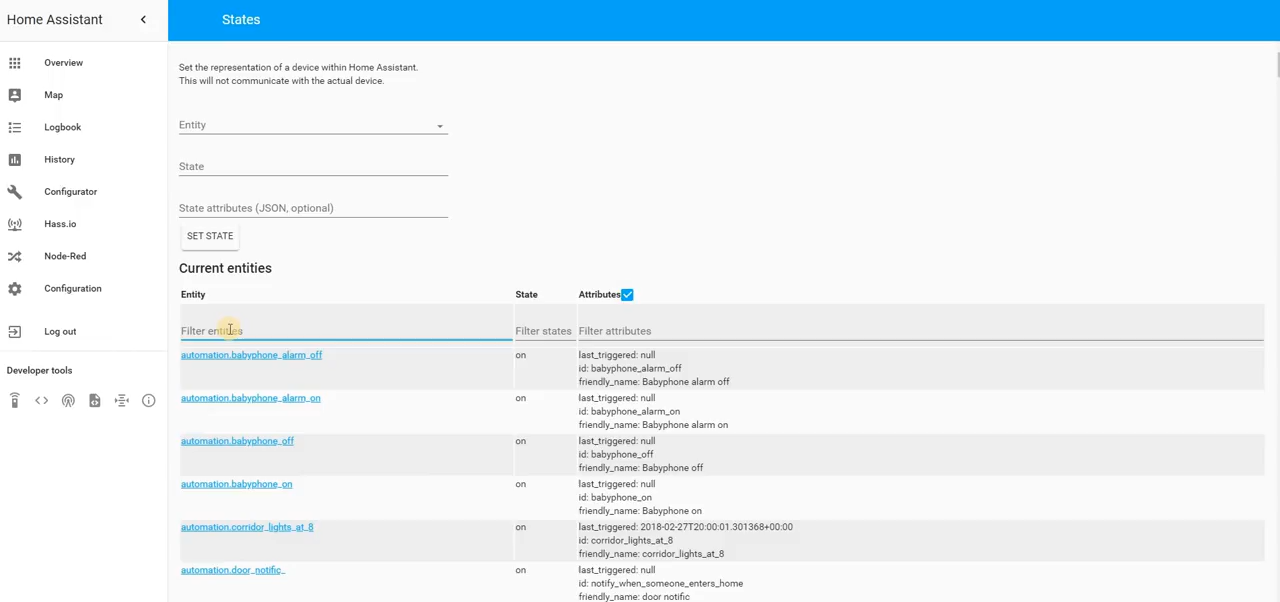 Home Assistant
States
Overview
Map
Logbook
History
Configurator
Hass.io
Node-Red
Configuration
Log out
Developer tools
Set the representation of a device within Home Assistant.
This will not communicate with the actual device.
Entity
State
State attributes (JSON, optional)
SET STATE
Current entities
Entity State Attributes
Filter entities Filter states Filter attributes
automation.babyphone_alarm_off on last_triggered: null
id: babyphone_alarm_off
friendly_name: Babyphone alarm off
automation.babyphone_alarm_on on last_triggered: null
id: babyphone_alarm_on
friendly_name: Babyphone alarm on
automation.babyphone_off on last_triggered: null
id: babyphone_off
friendly_name: Babyphone off
automation.babyphone_on on last_triggered: null
id: babyphone_on
friendly_name: Babyphone on
automation.corridor_lights_at_8 on last_triggered: 2018-02-27T20:00:01.301368+00:00
id: corridor_lights_at_8
friendly_name: corridor_lights_at_8
automation.door_notific_ on last_triggered: null
id: notify_when_someone_enters_home
friendly_name: door notific